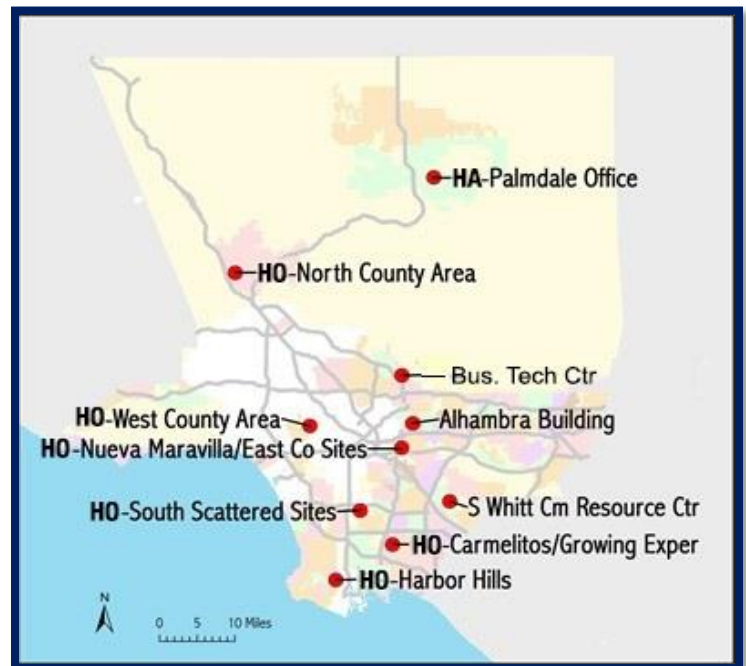 HA-Palmdale Office
HO-North County Area
Bus. Tech Ctr
HO-West County Area
Alhambra Building
HO-Nueva Maravilla/East Co Sites
HO-South Scattered Sites
S Whitt Cm Resource Ctr
HO-Carmelitos/Growing Exper
HO-Harbor Hills
N
0 5 10 Miles